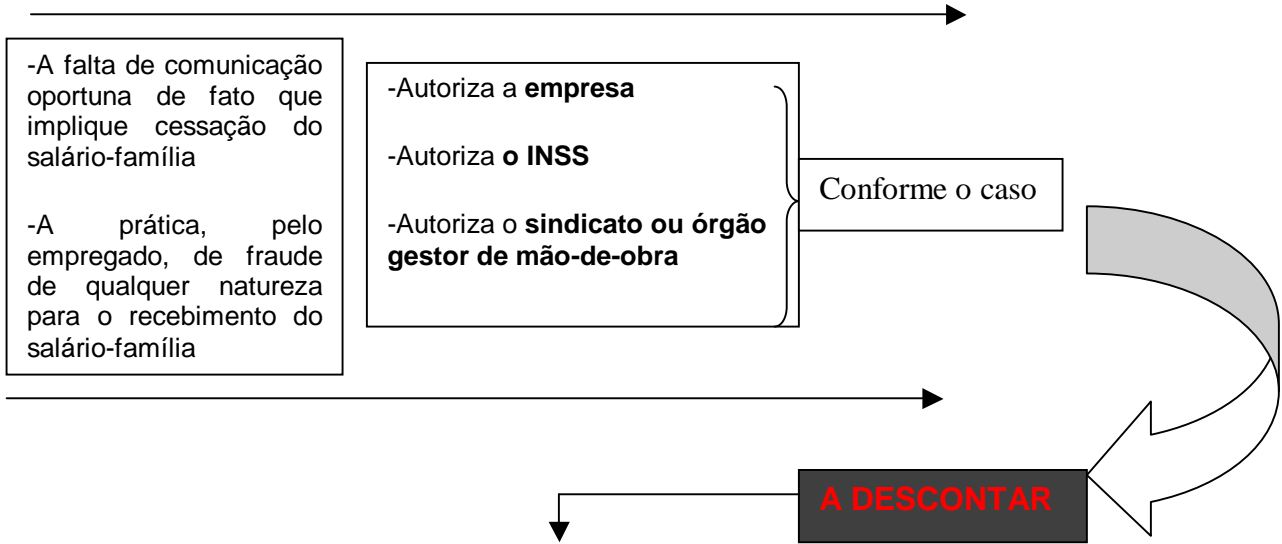 -A falta de comunicação
oportuna de fato que
implique cessação do
salário-família
-A prática, pelo
empregado, de fraude
de qualquer natureza
para o recebimento do
salário-família
-Autoriza a empresa
-Autoriza o INSS
-Autoriza o sindicato ou órgão
gestor de mão-de-obra
Conforme o caso
A DESCONTAR